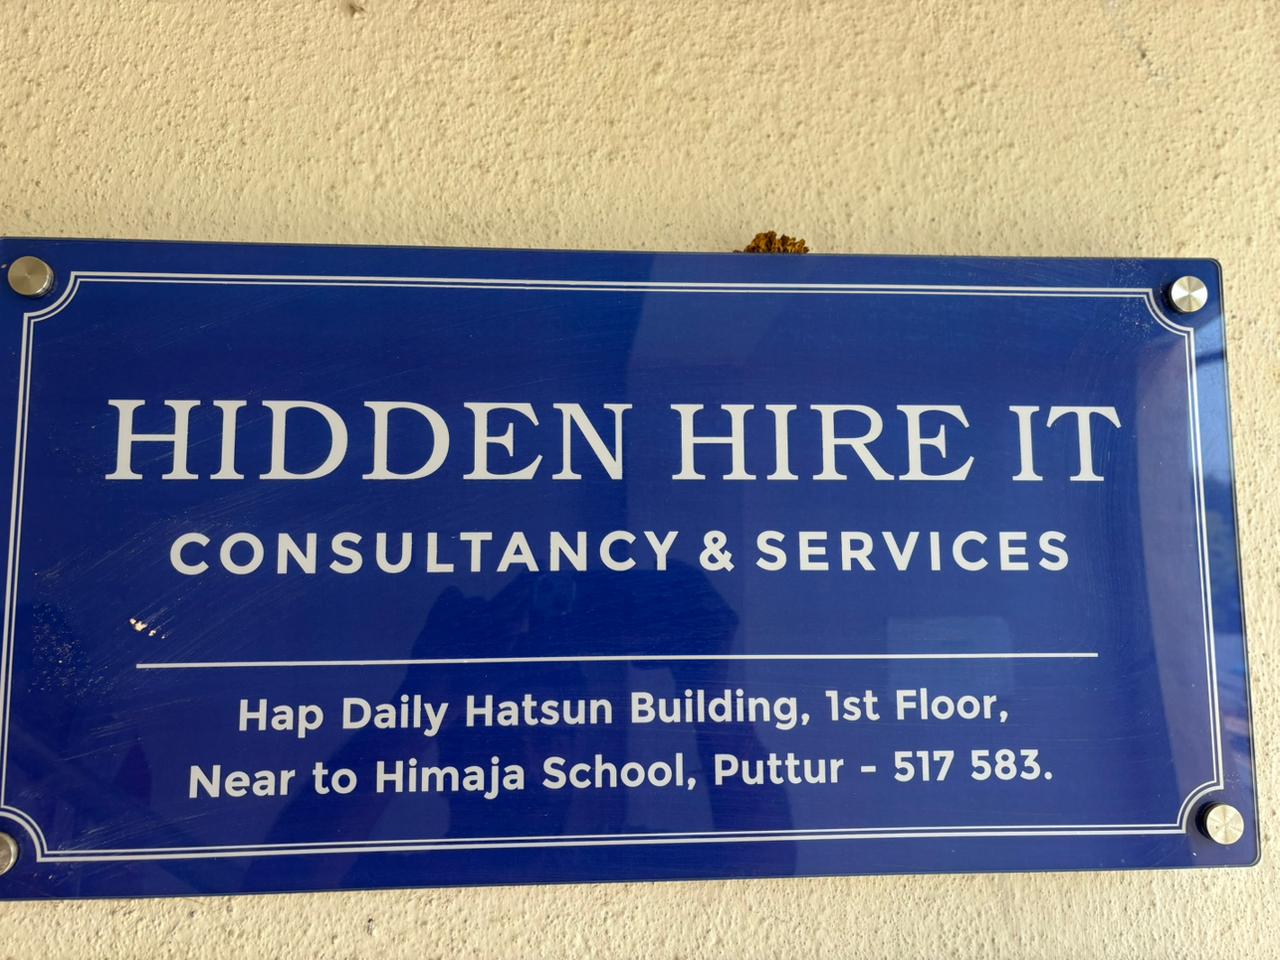 HIDDEN HIRE IT
CONSULTANCY & SERVICES
Hap Daily Hatsun Building, 1st Floor,
Near to Himaja School, Puttur - 517 583.